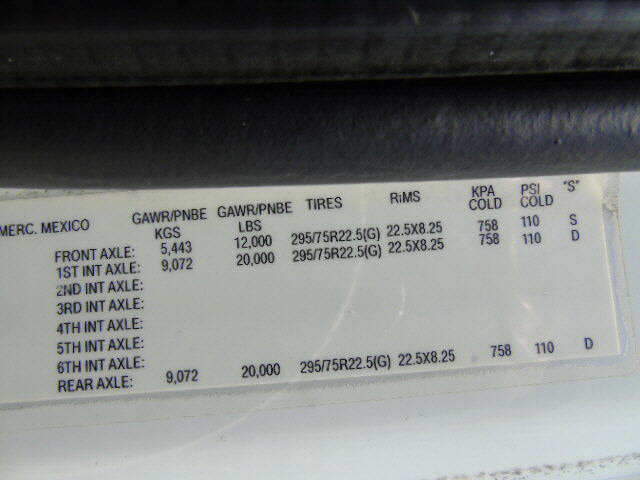 MERC. MEXICO GAWR/PNBE GAWR/PNBE TIRES RiMS KPA PSI "S"
KGS LBS COLD COLD
FRONT AXLE: 5,443 12,000 295/75R22.5(G) 22.5X8.25 758 110 S
1ST INT AXLE: 9,072 20,000 295/75R22.5(G) 22.5X8.25 758 110 D
2ND INT AXLE:
3RD INT AXLE:
4TH INT AXLE:
5TH INT AXLE:
6TH INT AXLE:
REAR AXLE: 9,072 20,000 295/75R22.5(G) 22.5X8.25 758 110 D